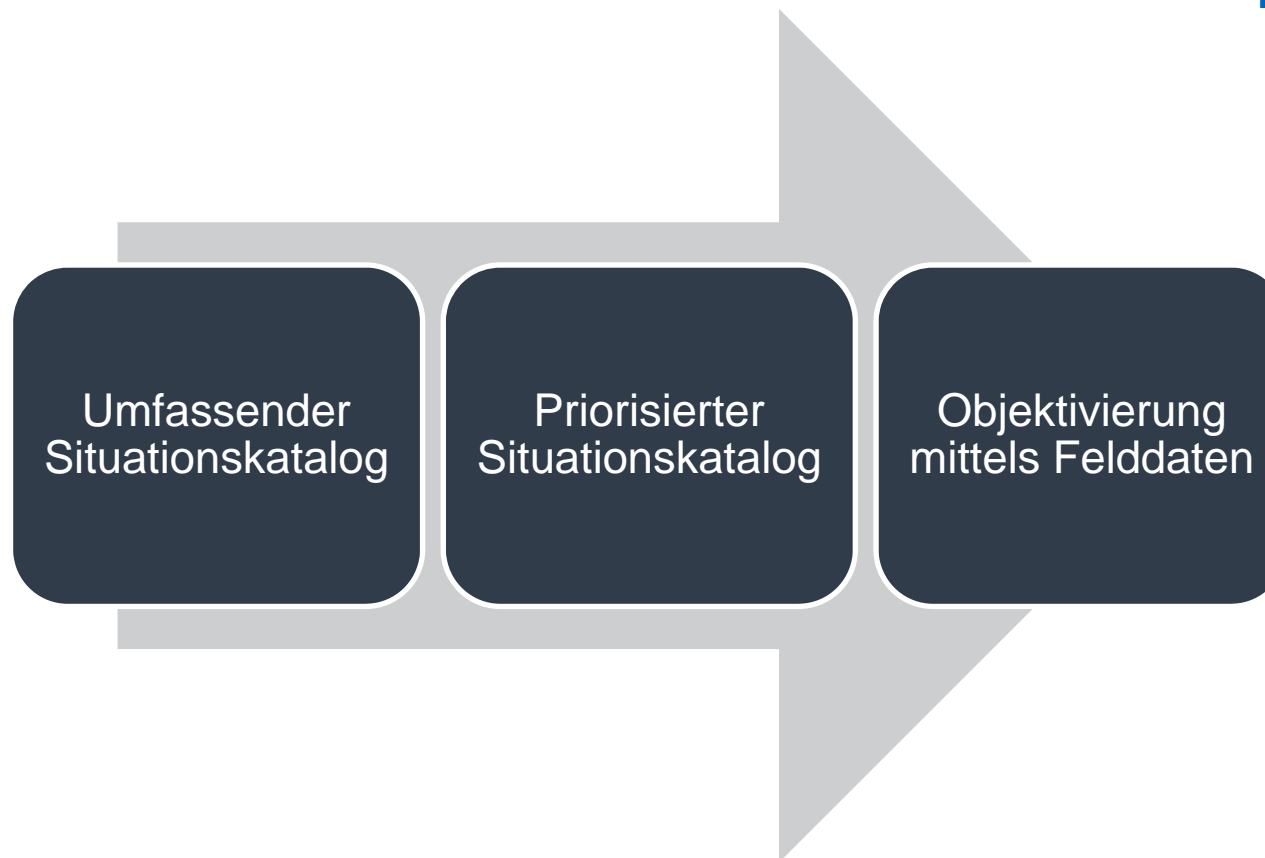 Umfassender
Situationskatalog
Priorisierter
Situationskatalog
Objektivierung
mittels Felddaten